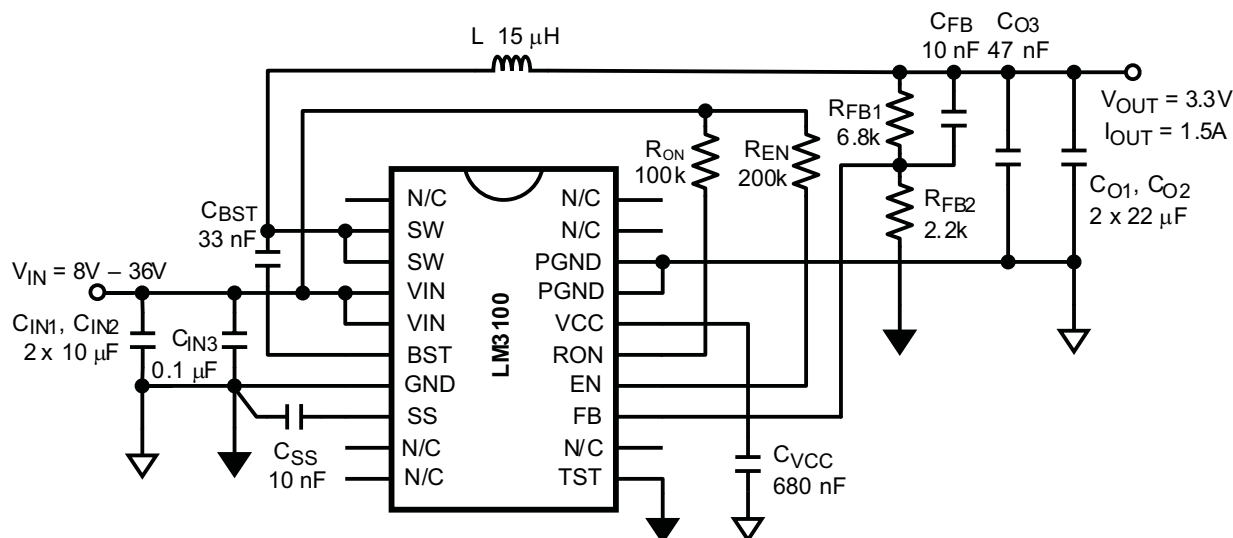 L 15 μH
CFB
10 nF
CO3
47 nF
VOUT = 3.3V
IOUT = 1.5A
RFB1
6.8k
RON
100k
REN
200k
RFB2
2.2k
CO1, CO2
2 x 22 μF
CBST
33 nF
VIN = 8V – 36V
CIN1, CIN2
2 x 10 μF
CIN3
0.1 μF
CSS
10 nF
N/C
SW
SW
VIN
VIN
BST
GND
SS
N/C
N/C
LM3100
N/C
N/C
PGND
PGND
VCC
RON
EN
FB
N/C
TST
CVCC
680 nF